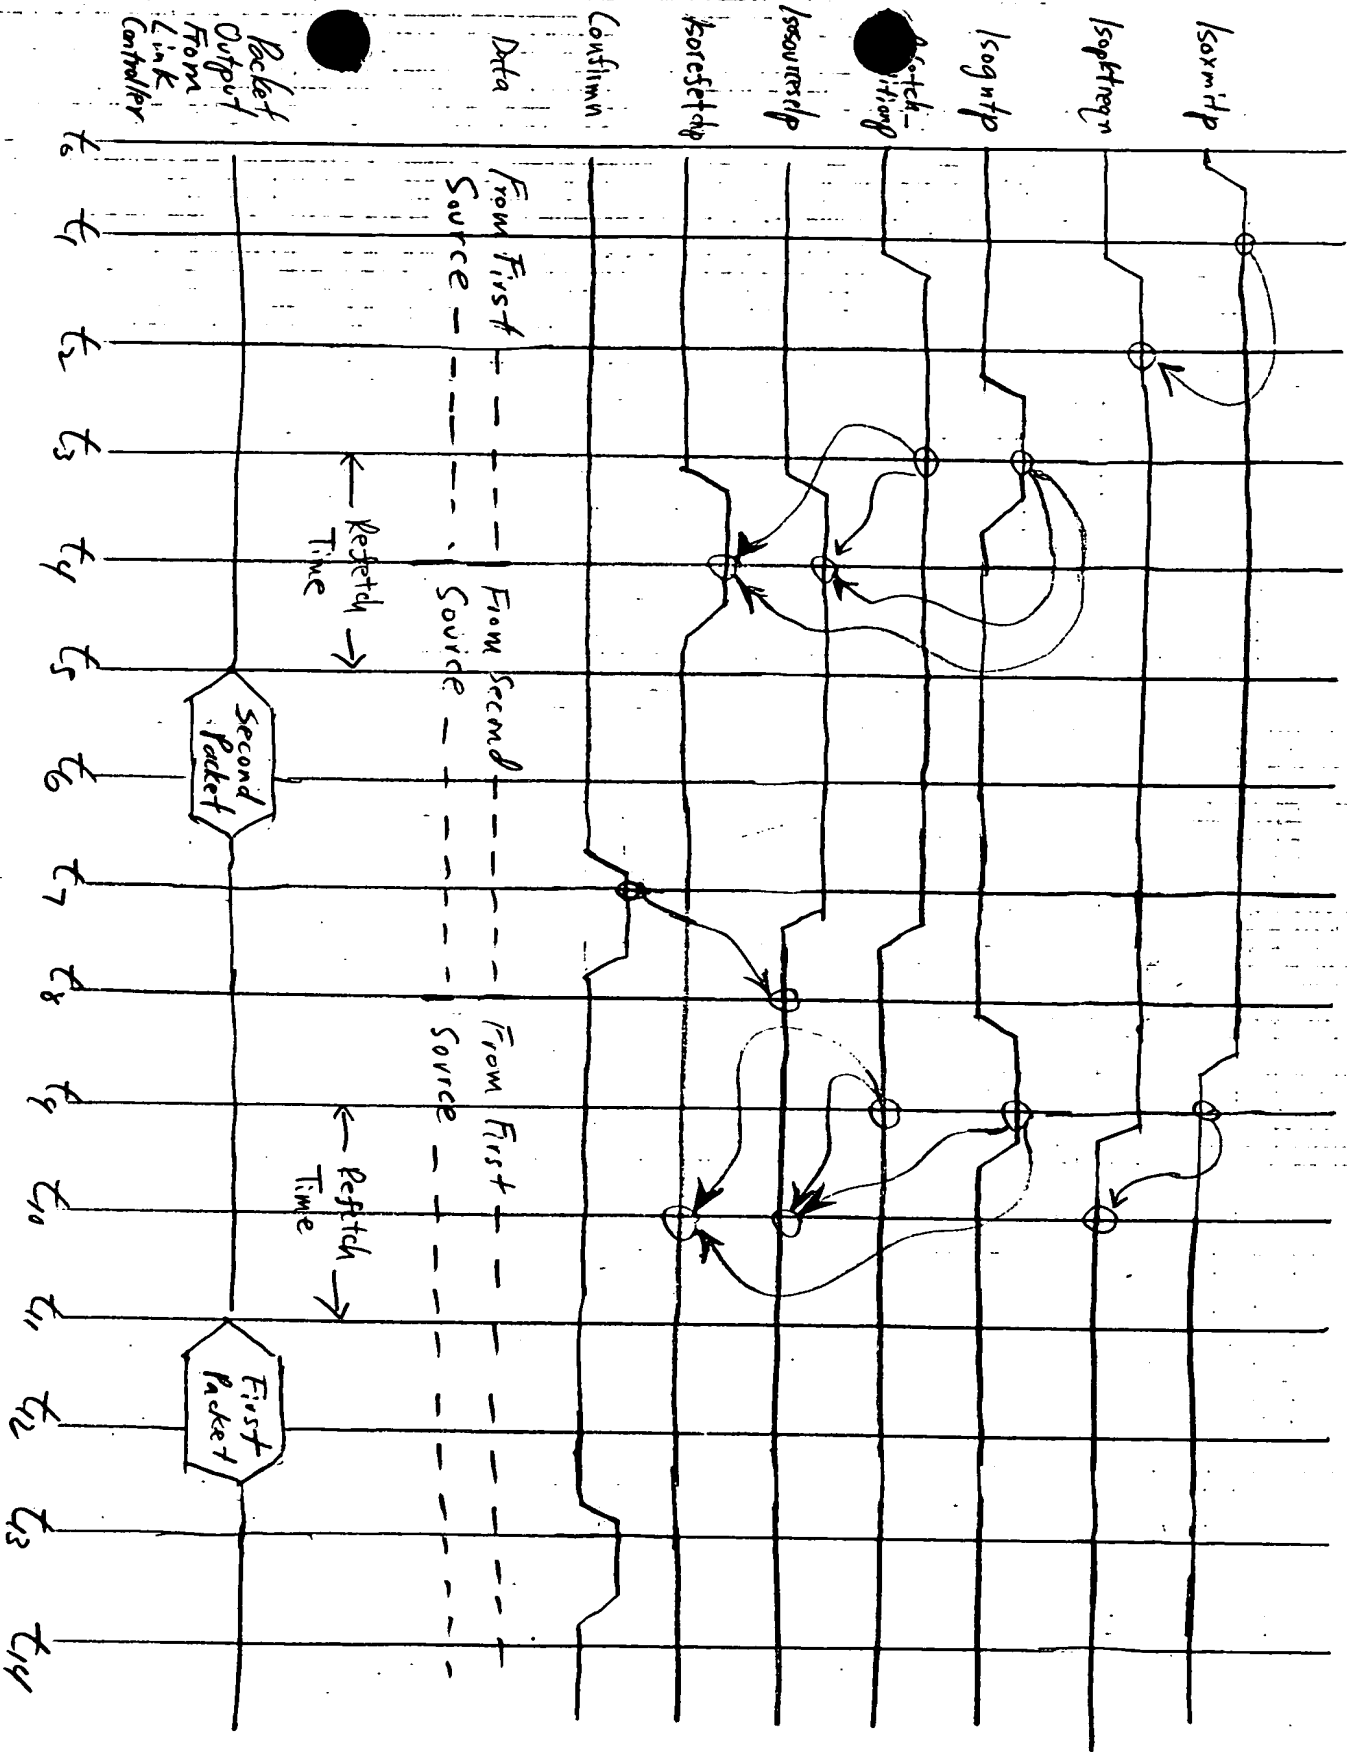 Isoxmitp
Isopktreqn
Isogntp
Isosourcselp
Isorefetchp
Confirmn
Data
From First
Source
From Second
Source
From First
Source
Refetch
Time
Refetch
Time
Packet
Output
From
Link
Controller
Second
Packet
First
Packet
t0 t1 t2 t3 t4 t5 t6 t7 t8 t9 t10 t11 t12 t13 t14